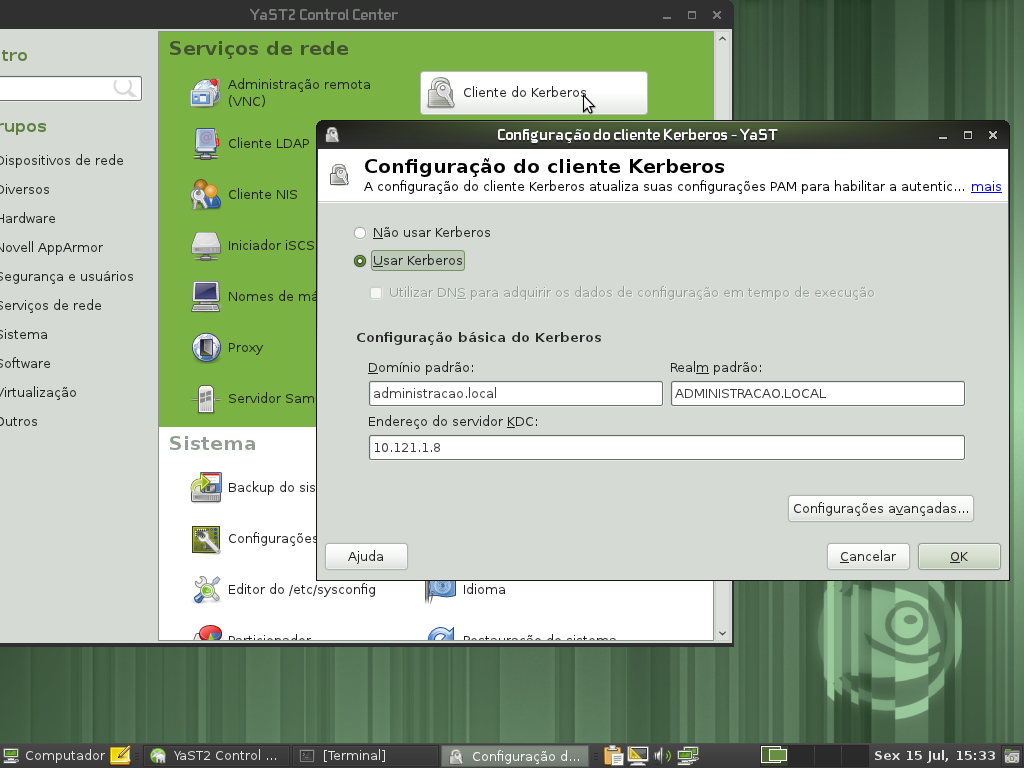 YaST2 Control Center
tro
rupos
Dispositivos de rede
Diversos
Hardware
Novell AppArmor
Segurança e usuários
Serviços de rede
Sistema
Software
Virtualização
Outros
Serviços de rede
Administração remota
(VNC)
Cliente do Kerberos
Cliente LDAP
Cliente NIS
Iniciador iSCS
Nomes de má
Proxy
Servidor Sam
Sistema
Backup do sis
Configurações
Editor do /etc/sysconfig
Idioma
Particionador
Restauração do sistema
Configuração do cliente Kerberos - YaST
Configuração do cliente Kerberos
A configuração do cliente Kerberos atualiza suas configurações PAM para habilitar a autentic... mais
Não usar Kerberos
Usar Kerberos
Utilizar DNS para adquirir os dados de configuração em tempo de execução
Configuração básica do Kerberos
Domínio padrão:
Realm padrão:
administracao.local
ADMINISTRACAO.LOCAL
Endereço do servidor KDC:
10.121.1.8
Configurações avançadas...
Ajuda
Cancelar
OK
Computador
YaST2 Control ...
[Terminal]
Configuração d...
Sex 15 Jul, 15:33